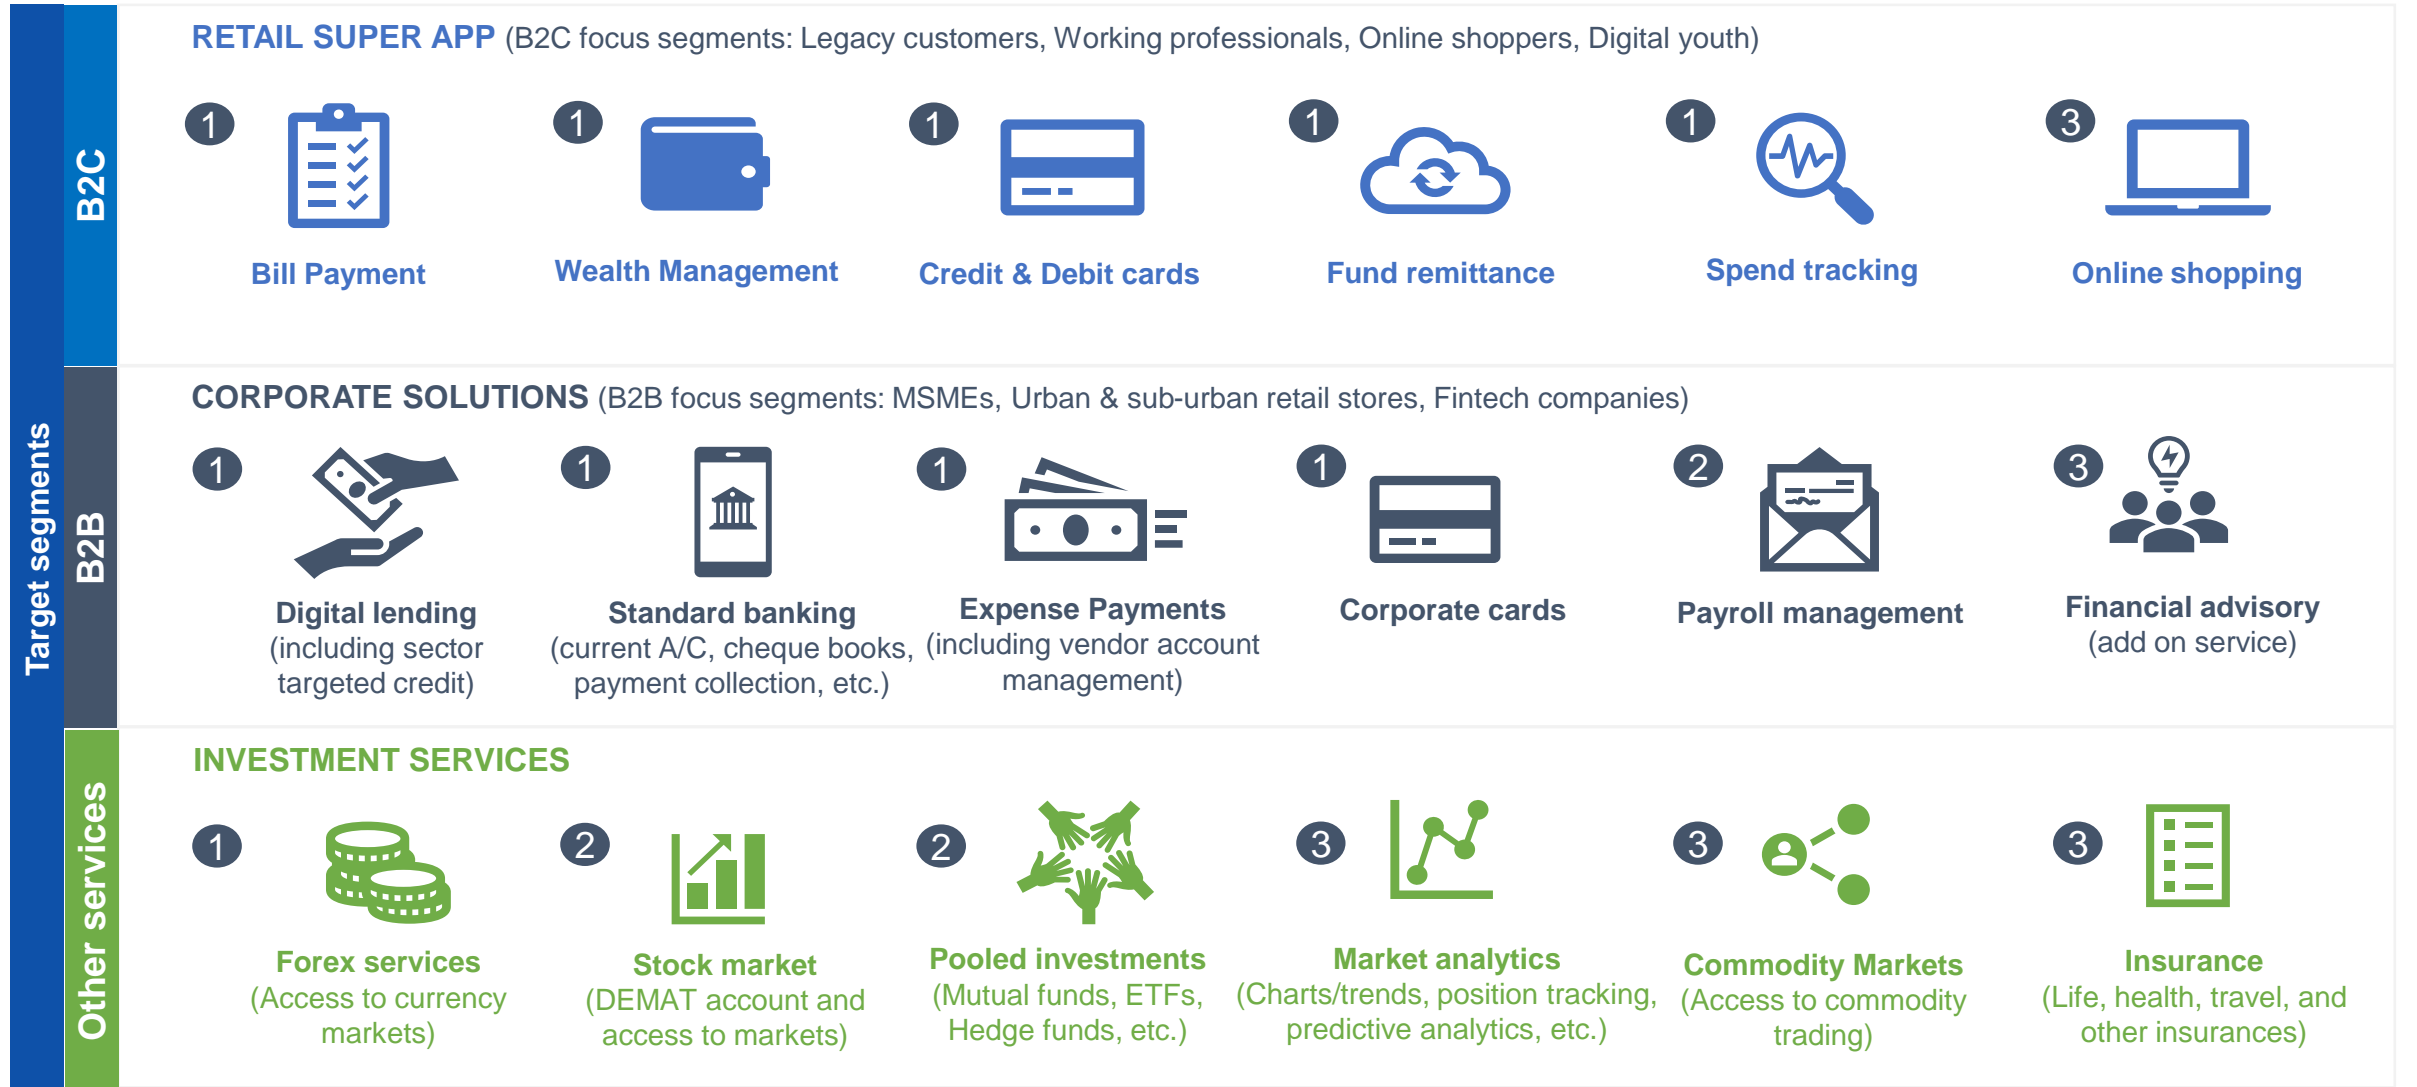 Target segments
B2C
RETAIL SUPER APP (B2C focus segments: Legacy customers, Working professionals, Online shoppers, Digital youth)
1
1
1
1
1
3
Bill Payment
Wealth Management
Credit & Debit cards
Fund remittance
Spend tracking
Online shopping
B2B
CORPORATE SOLUTIONS (B2B focus segments: MSMEs, Urban & sub-urban retail stores, Fintech companies)
1
1
1
1
2
3
Digital lending
(including sector
targeted credit)
Standard banking
(current A/C, cheque books,
payment collection, etc.)
Expense Payments
(including vendor account
management)
Corporate cards
Payroll management
Financial advisory
(add on service)
Other services
INVESTMENT SERVICES
1
2
2
3
3
3
Forex services
(Access to currency
markets)
Stock market
(DEMAT account and
access to markets)
Pooled investments
(Mutual funds, ETFs,
Hedge funds, etc.)
Market analytics
(Charts/trends, position tracking,
predictive analytics, etc.)
Commodity Markets
(Access to commodity
trading)
Insurance
(Life, health, travel, and
other insurances)